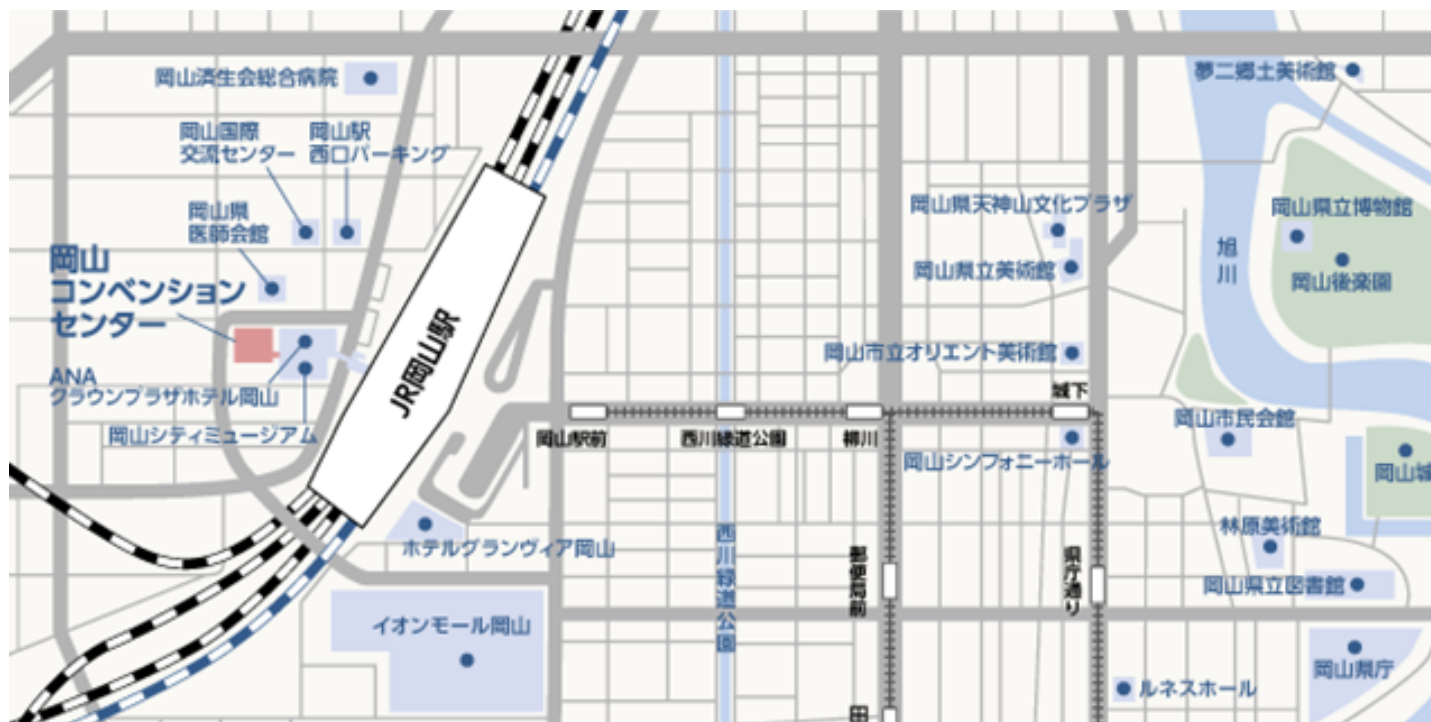 岡山済生会総合病院
夢二郷土美術館
岡山国際
交流センター
岡山駅
西口パーキング
岡山県
医師会館
岡山
コンベンション
センター
ANA
クラウンプラザホテル岡山
岡山シティミュージアム
JR岡山駅
岡山県天神山文化プラザ
岡山県立美術館
旭川
岡山県立博物館
岡山後楽園
岡山市立オリエント美術館
城下
岡山駅前
西川緑道公園
柳川
岡山シンフォニーホール
岡山市民会館
岡山城
林原美術館
ホテルグランヴィア岡山
西川緑道公園
郵便局前
県庁通り
岡山県立図書館
イオンモール岡山
岡山県庁
ルネスホール
田